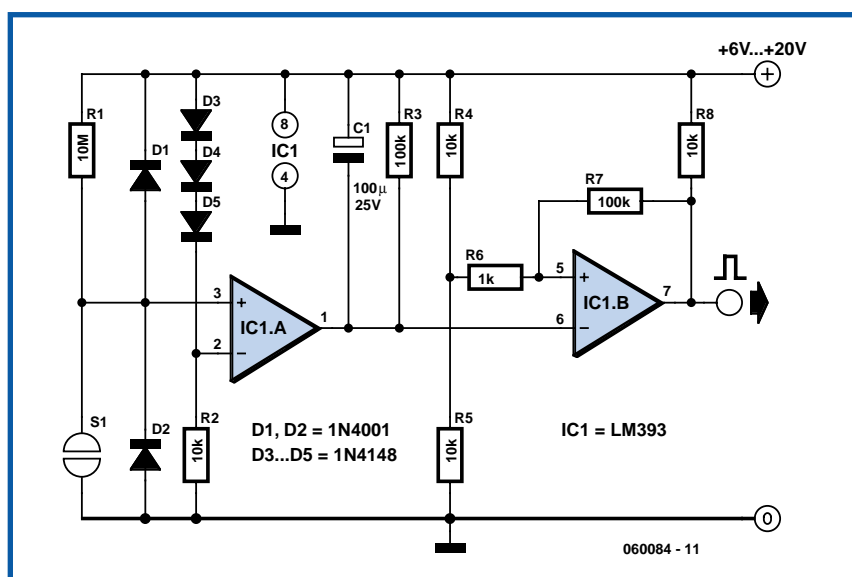 +6V...+20V
+
R1
10M
D1
D3
D4
D5
8
IC1
4
C1
100µ
25V
R3
100k
R4
10k
R8
10k
R7
100k
R6
1k
3
+
IC1.A
1
2
−
5
+
IC1.B
7
6
−
S1
D2
R2
10k
D1, D2 = 1N4001
D3...D5 = 1N4148
R5
10k
IC1 = LM393
0
060084 - 11